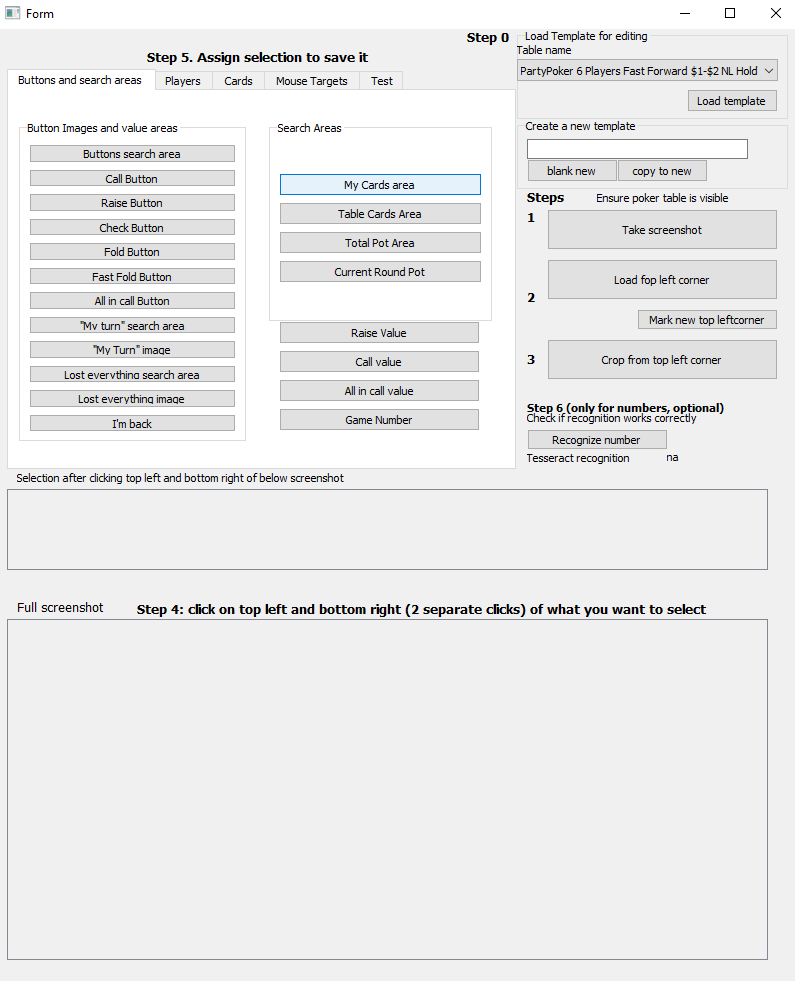 Form
Step 0
Step 5. Assign selection to save it
Buttons and search areas
Players
Cards
Mouse Targets
Test
Button Images and value areas
Buttons search area
Call Button
Raise Button
Check Button
Fold Button
Fast Fold Button
All in call Button
"My turn" search area
"My Turn" image
Lost everything search area
Lost everything image
I'm back
Search Areas
My Cards area
Table Cards Area
Total Pot Area
Current Round Pot
Raise Value
Call value
All in call value
Game Number
Load Template for editing
Table name
PartyPoker 6 Players Fast Forward $1-$2 NL Hold
Load template
Create a new template
blank new
copy to new
Steps
Ensure poker table is visible
1
Take screenshot
2
Load fop left corner
Mark new top leftcorner
3
Crop from top left corner
Step 6 (only for numbers, optional)
Check if recognition works correctly
Recognize number
Tesseract recognition
na
Selection after clicking top left and bottom right of below screenshot
Full screenshot
Step 4: click on top left and bottom right (2 separate clicks) of what you want to select